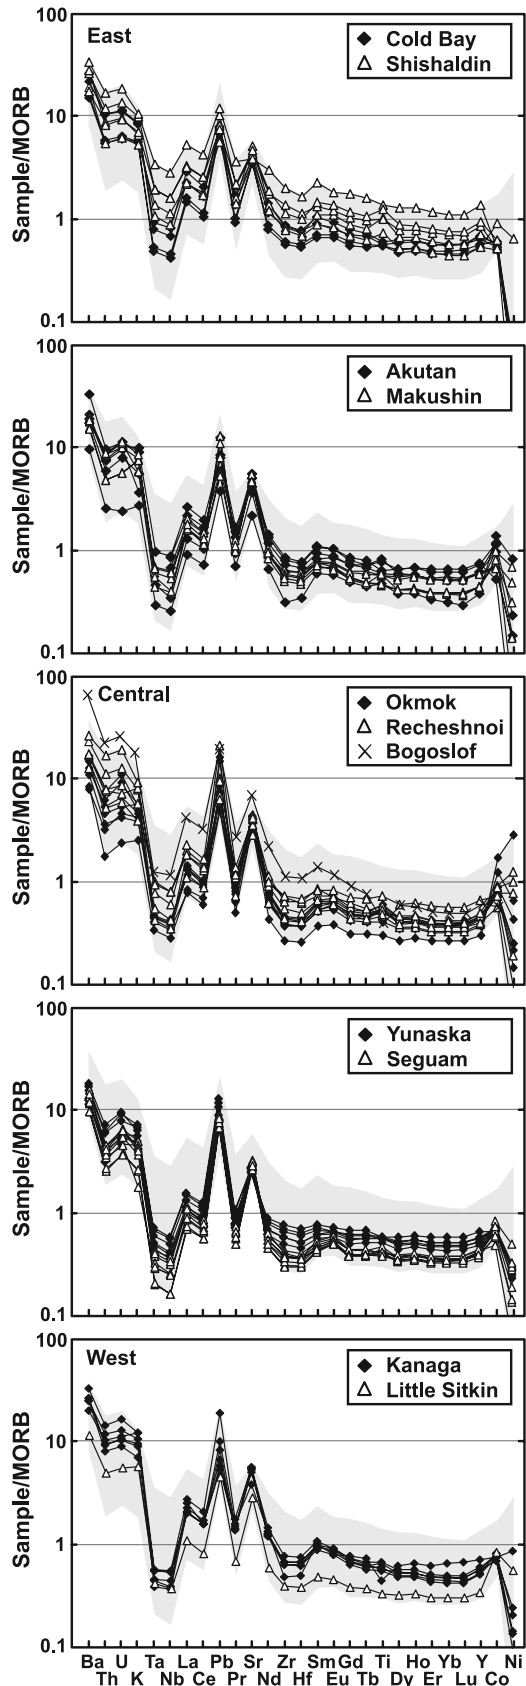 100
East
Cold Bay
Shishaldin
10
1
0.1
Sample/MORB
100
Akutan
Makushin
10
1
0.1
Sample/MORB
100
Central
Okmok
Recheshnoi
Bogoslof
10
1
0.1
Sample/MORB
100
Yunaska
Seguam
10
1
0.1
Sample/MORB
100
West
Kanaga
Little Sitkin
10
1
0.1
Sample/MORB
Ba U Ta La Pb Sr Zr Sm Gd Ti Ho Yb Y Ni
Th K Nb Ce Pr Nd Hf Eu Tb Dy Er Lu Co